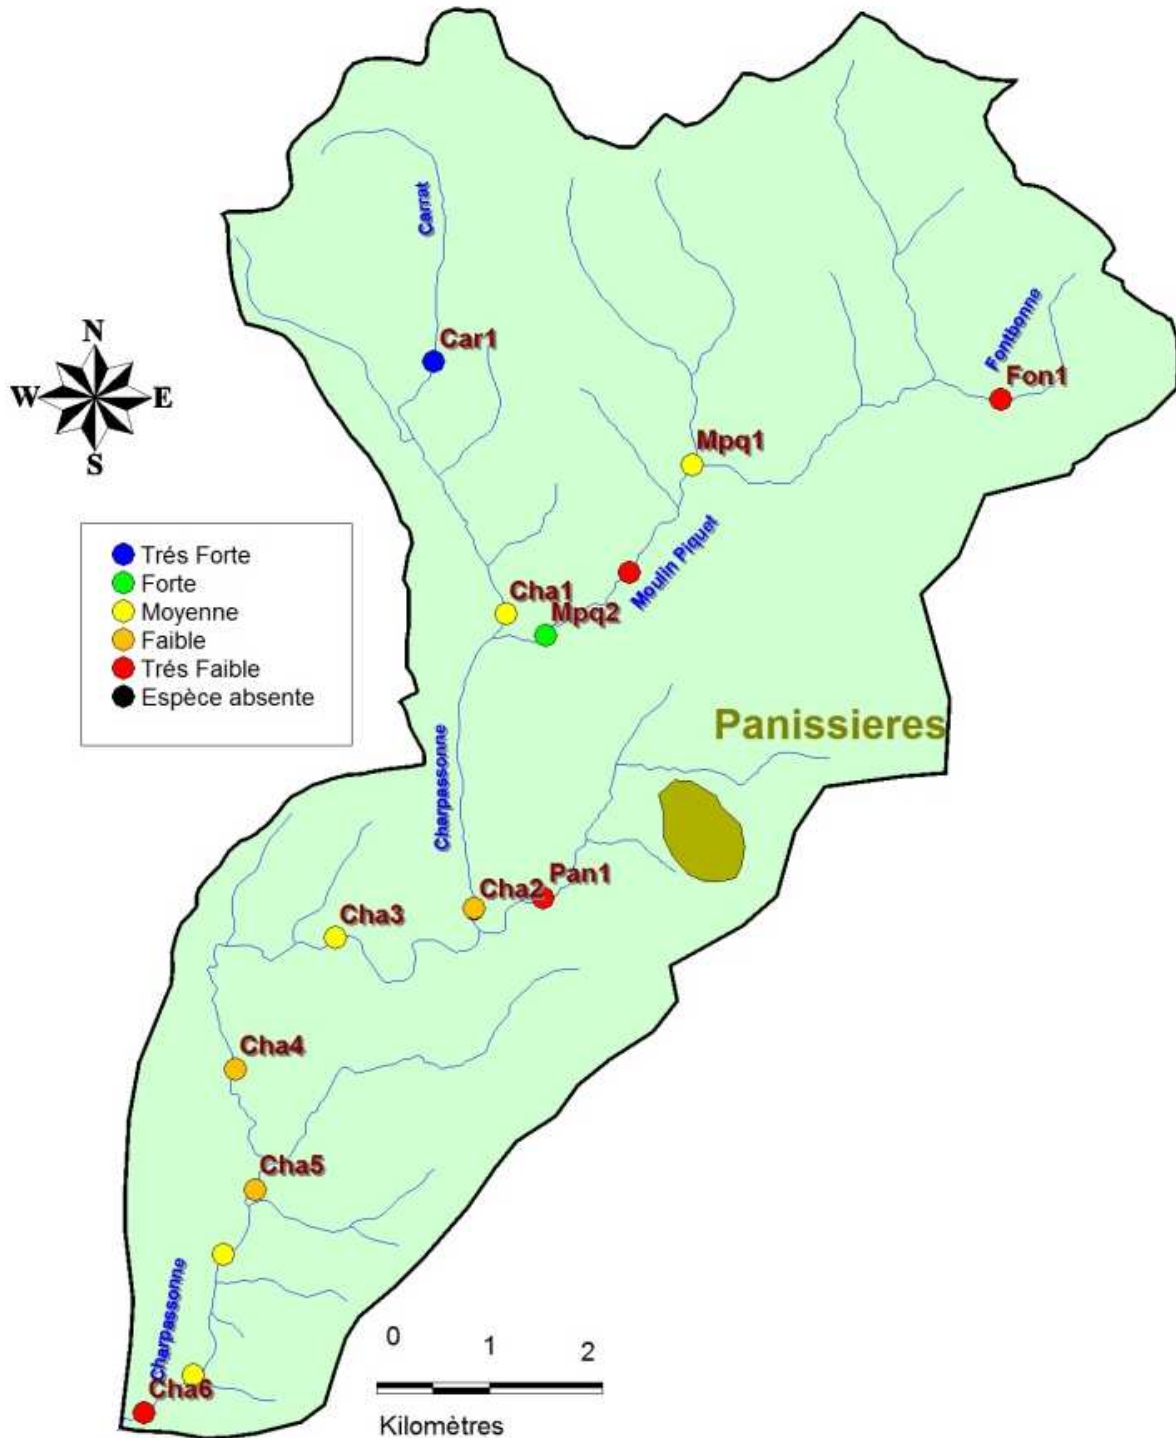 Carrat
Car1
Fontbonne
Fon1
N
W
E
S
Mpq1
Trés Forte
Forte
Moyenne
Faible
Trés Faible
Espèce absente
Moulin Piquet
Cha1
Mpq2
Panissieres
Charpassonne
Pan1
Cha2
Cha3
Cha4
Cha5
Charpassonne
Cha6
0
1
2
Kilomètres